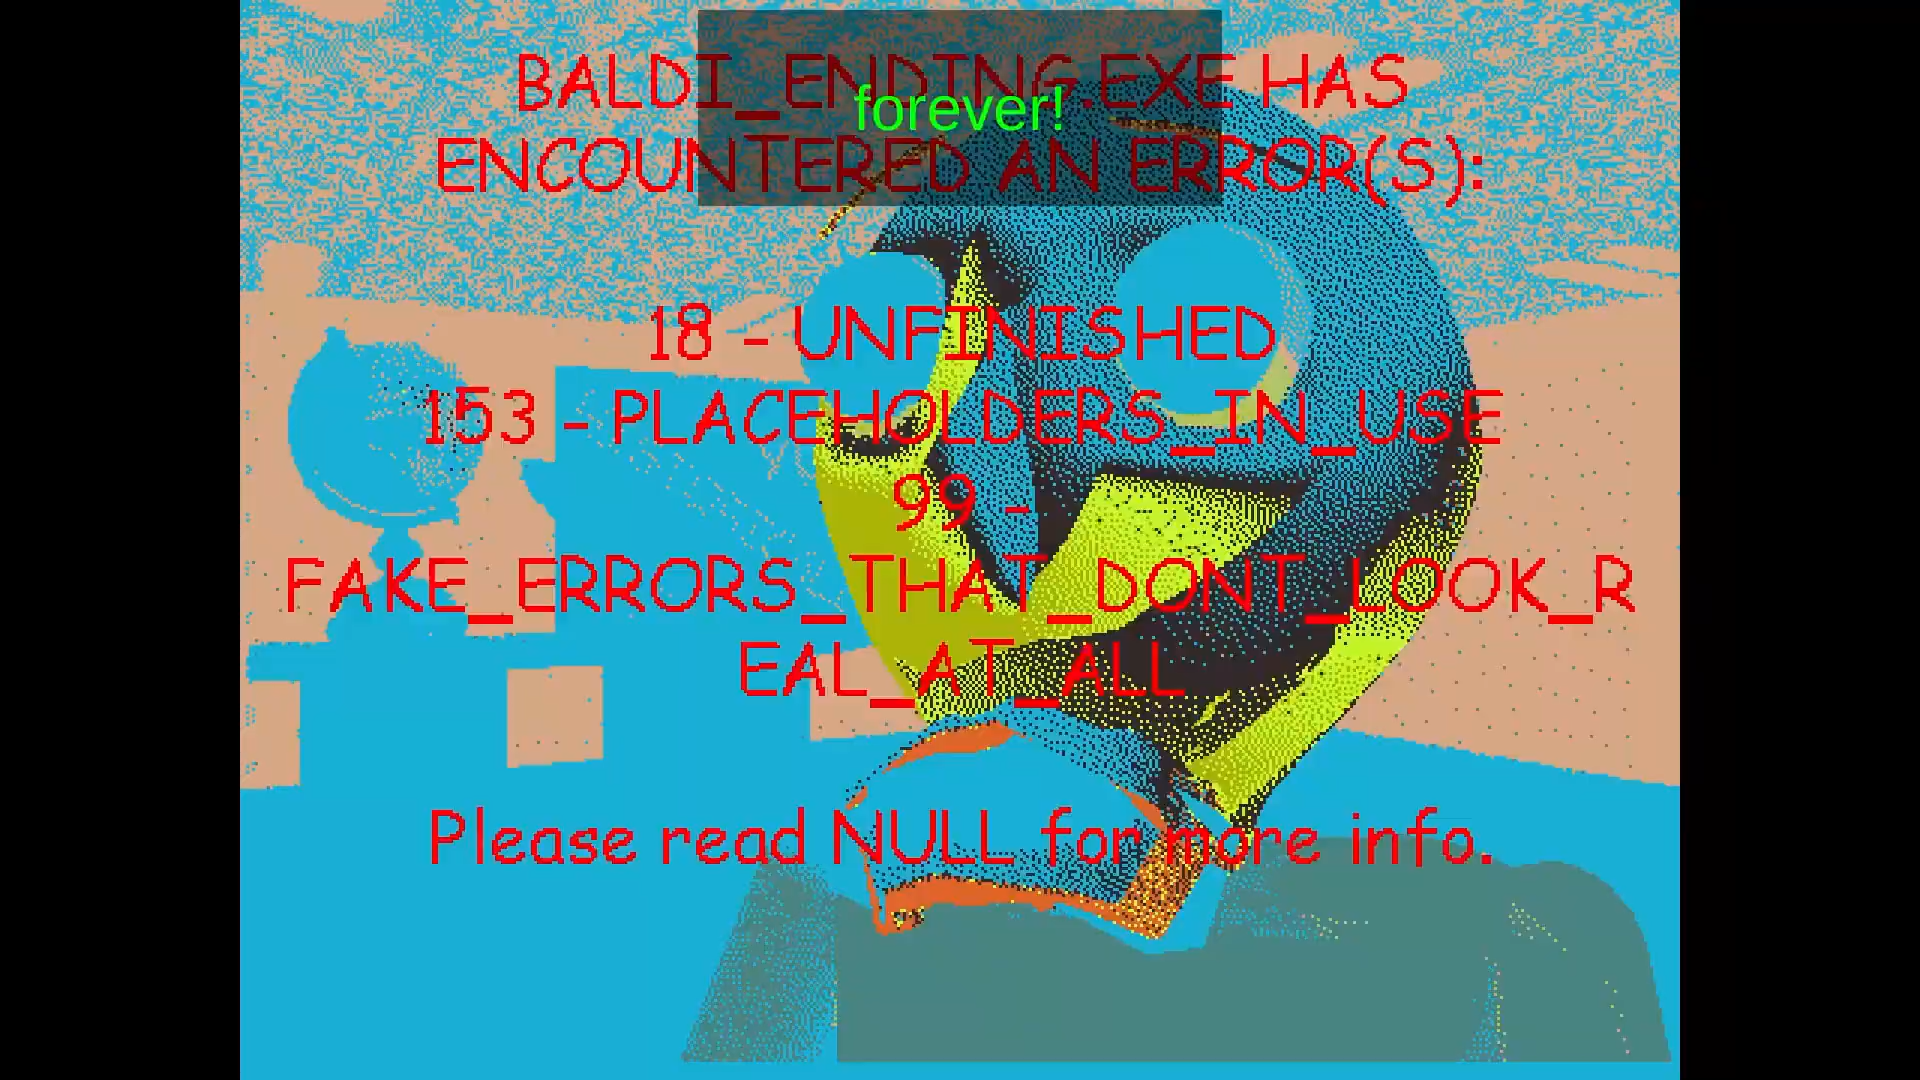 BALDI_ENDING.EXE HAS
forever!
ENCOUNTERED AN ERROR(S):
18 - UNFINISHED
153 - PLACEHOLDERS_IN_USE
99 -
FAKE_ERRORS_THAT_DONT_LOOK_R
EAL_AT_ALL
Please read NULL for more info.